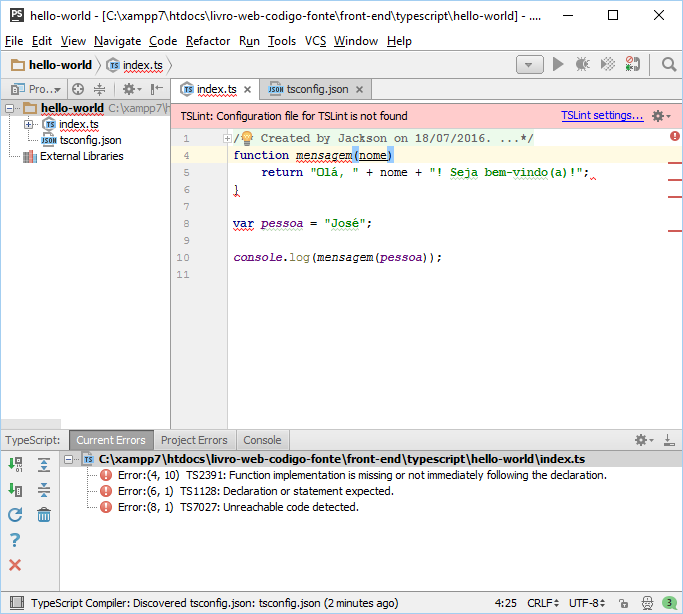 PS hello-world - [C:\xampp7\htdocs\livro-web-codigo-fonte\front-end\typescript\hello-world] - ....
File Edit View Navigate Code Refactor Run Tools VCS Window Help
hello-world TS index.ts
Pro... TS index.ts JSON tsconfig.json
hello-world C:\xampp7\h
TS index.ts
JSON tsconfig.json
External Libraries
TSLint: Configuration file for TSLint is not found TSLint settings...
1 /** Created by Jackson on 18/07/2016. ...*/
4 function mensagem(nome)
5 return "Olá, " + nome + "! Seja bem-vindo(a)!";
6 }
7
8 var pessoa = "José";
9
10 console.log(mensagem(pessoa));
11
TypeScript: Current Errors Project Errors Console
TS C:\xampp7\htdocs\livro-web-codigo-fonte\front-end\typescript\hello-world\index.ts
Error:(4, 10) TS2391: Function implementation is missing or not immediately following the declaration.
Error:(6, 1) TS1128: Declaration or statement expected.
Error:(8, 1) TS7027: Unreachable code detected.
TypeScript Compiler: Discovered tsconfig.json: tsconfig.json (2 minutes ago) 4:25 CRLF UTF-8 3